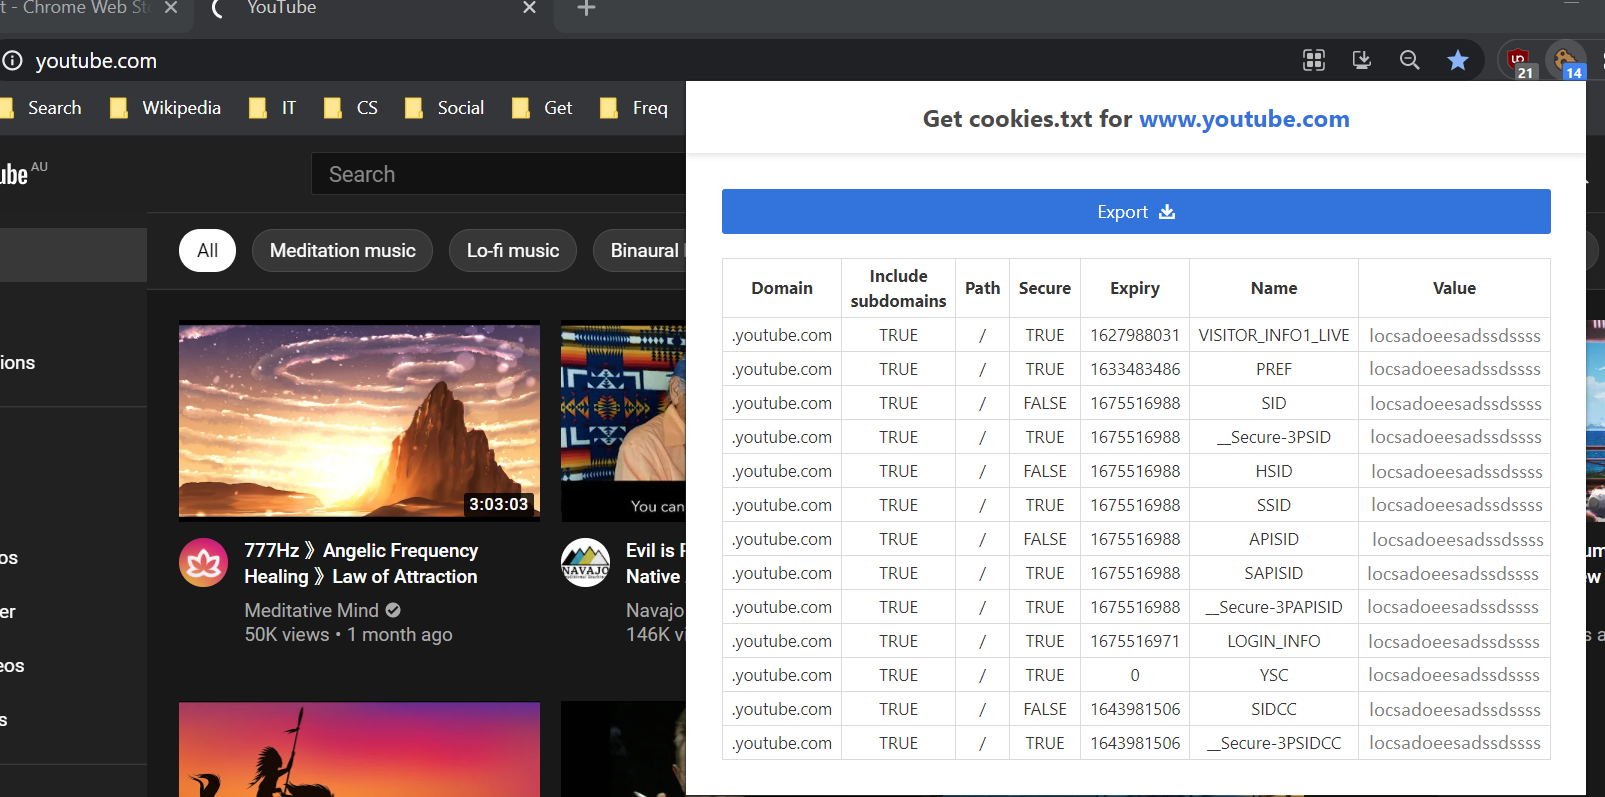 t - Chrome Web Sto
YouTube
youtube.com
21
14
Search
Wikipedia
IT
CS
Social
Get
Freq
ube AU
Search
All
Meditation music
Lo-fi music
Binaural
ions
os
er
eos
s
3:03:03
777Hz 》Angelic Frequency
Healing 》Law of Attraction
Meditative Mind
50K views • 1 month ago
You can
NAVAJO
Evil is
Native
Navajo
146K vi
Get cookies.txt for www.youtube.com
Export
Domain Include subdomains Path Secure Expiry Name Value
.youtube.com TRUE / TRUE 1627988031 VISITOR_INFO1_LIVE locsadoeesadssdssss
.youtube.com TRUE / TRUE 1633483486 PREF locsadoeesadssdssss
.youtube.com TRUE / FALSE 1675516988 SID locsadoeesadssdssss
.youtube.com TRUE / TRUE 1675516988 __Secure-3PSID locsadoeesadssdssss
.youtube.com TRUE / FALSE 1675516988 HSID locsadoeesadssdssss
.youtube.com TRUE / TRUE 1675516988 SSID locsadoeesadssdssss
.youtube.com TRUE / FALSE 1675516988 APISID locsadoeesadssdssss
.youtube.com TRUE / TRUE 1675516988 SAPISID locsadoeesadssdssss
.youtube.com TRUE / TRUE 1675516988 __Secure-3PAPISID locsadoeesadssdssss
.youtube.com TRUE / TRUE 1675516971 LOGIN_INFO locsadoeesadssdssss
.youtube.com TRUE / TRUE 0 YSC locsadoeesadssdssss
.youtube.com TRUE / FALSE 1643981506 SIDCC locsadoeesadssdssss
.youtube.com TRUE / TRUE 1643981506 __Secure-3PSIDCC locsadoeesadssdssss
um
ew
s a